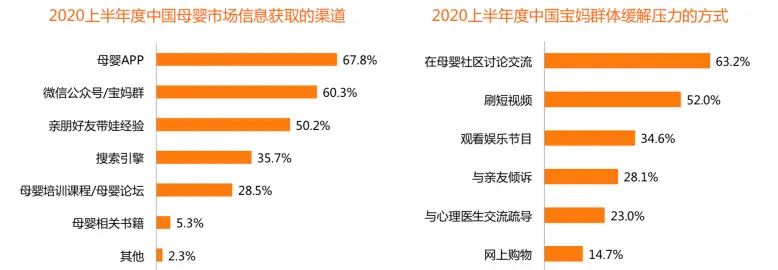 2020上半年度中国母婴市场信息获取的渠道
母婴APP 67.8%
微信公众号/宝妈群 60.3%
亲朋好友带娃经验 50.2%
搜索引擎 35.7%
母婴培训课程/母婴论坛 28.5%
母婴相关书籍 5.3%
其他 2.3%
2020上半年度中国宝妈群体缓解压力的方式
在母婴社区讨论交流 63.2%
刷短视频 52.0%
观看娱乐节目 34.6%
与亲友倾诉 28.1%
与心理医生交流疏导 23.0%
网上购物 14.7%